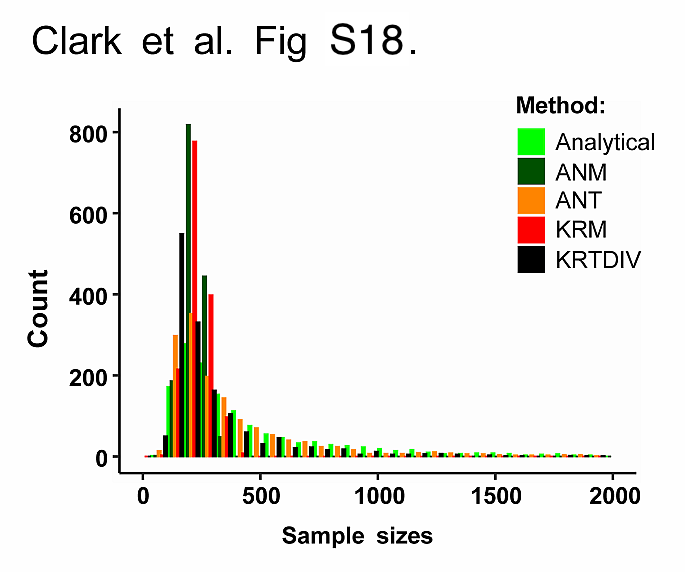 Clark et al. Fig S18.
Method:
Analytical
ANM
ANT
KRM
KRTDIV
Count
800
600
400
200
0
0 500 1000 1500 2000
Sample sizes